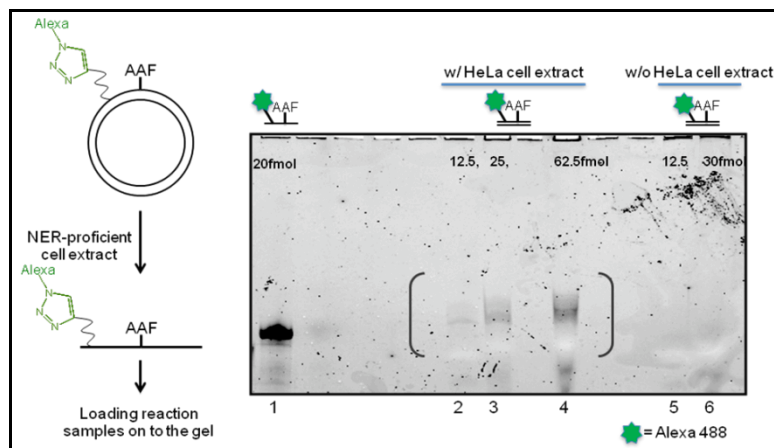 Alexa
N
N
N
AAF
NER-proficient
cell extract
Alexa
N
N
N
AAF
Loading reaction
samples on to the gel
w/ HeLa cell extract
w/o HeLa cell extract
AAF
AAF
AAF
20fmol
12.5, 25, 62.5fmol
12.5 30fmol
1 2 3 4 5 6
= Alexa 488